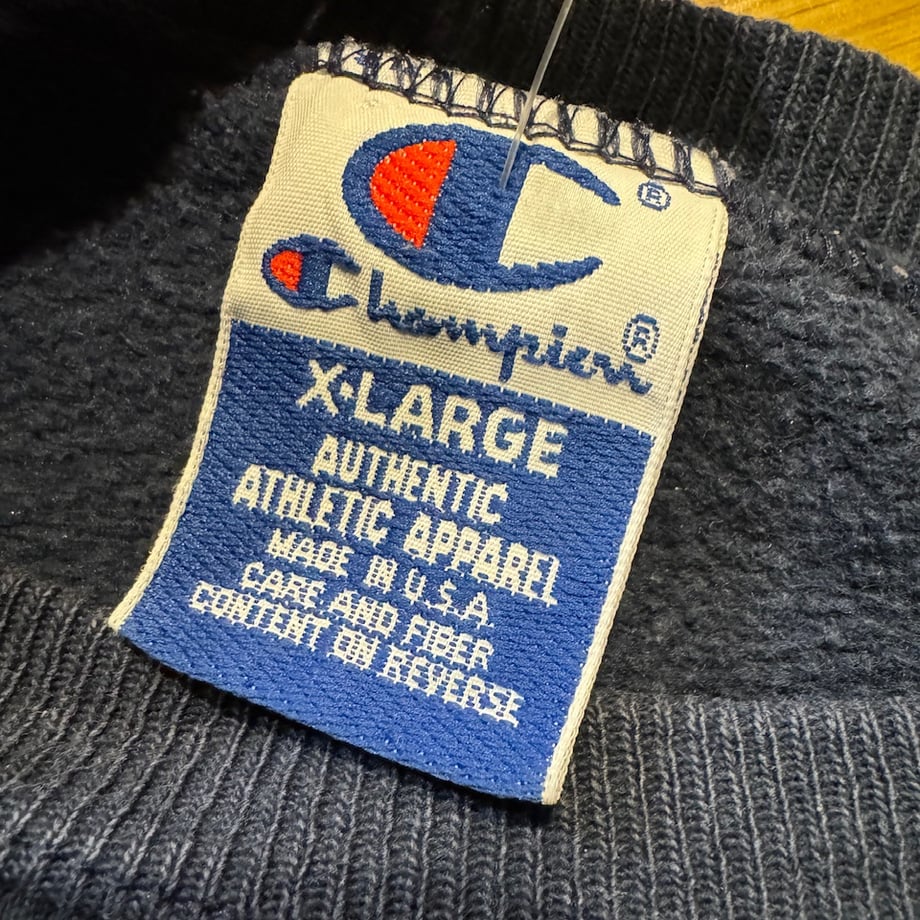 ®
Champion®
X-LARGE
AUTHENTIC
ATHLETIC APPAREL
MADE IN U.S.A
CARE AND FIBER
CONTENT ON REVERSE